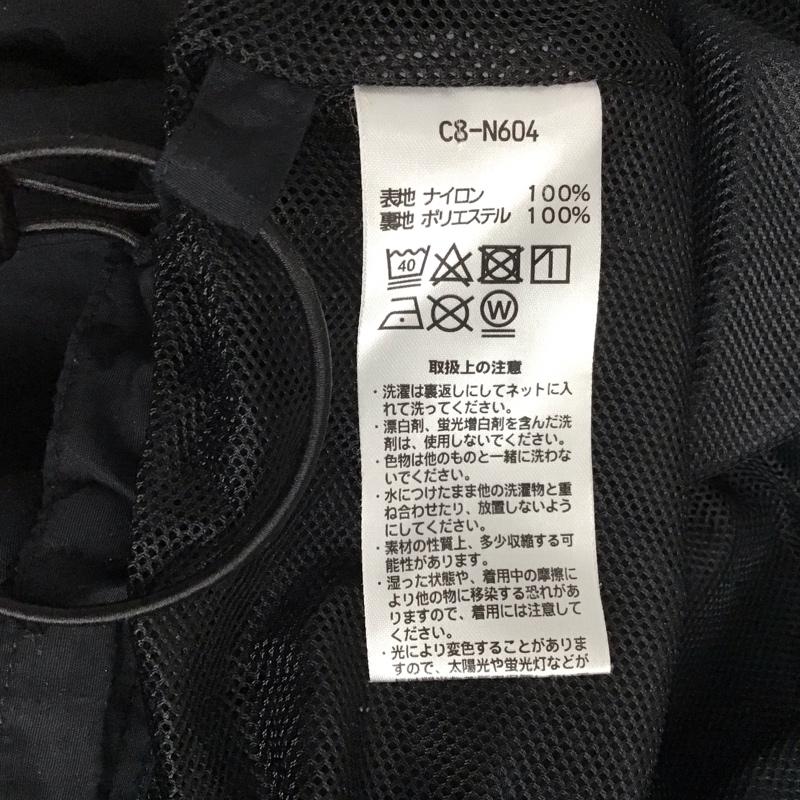 C8-N604
表地 ナイロン 100%
裏地 ポリエステル 100%
40
W
取扱上の注意
・洗濯は裏返しにしてネットに入
れて洗ってください。
・漂白剤、蛍光増白剤を含んだ洗
剤は、使用しないでください。
・色物は他のものと一緒に洗わな
いでください。
・水につけたまま他の洗濯物と重
ね合わせたり、放置しないよう
にしてください。
・素材の性質上、多少収縮する可
能性があります。
・湿った状態や、着用中の摩擦に
より他の物に移染する恐れがあ
りますので、着用には注意して
ください。
・光により変色することがありま
すので、太陽光や蛍光灯などが